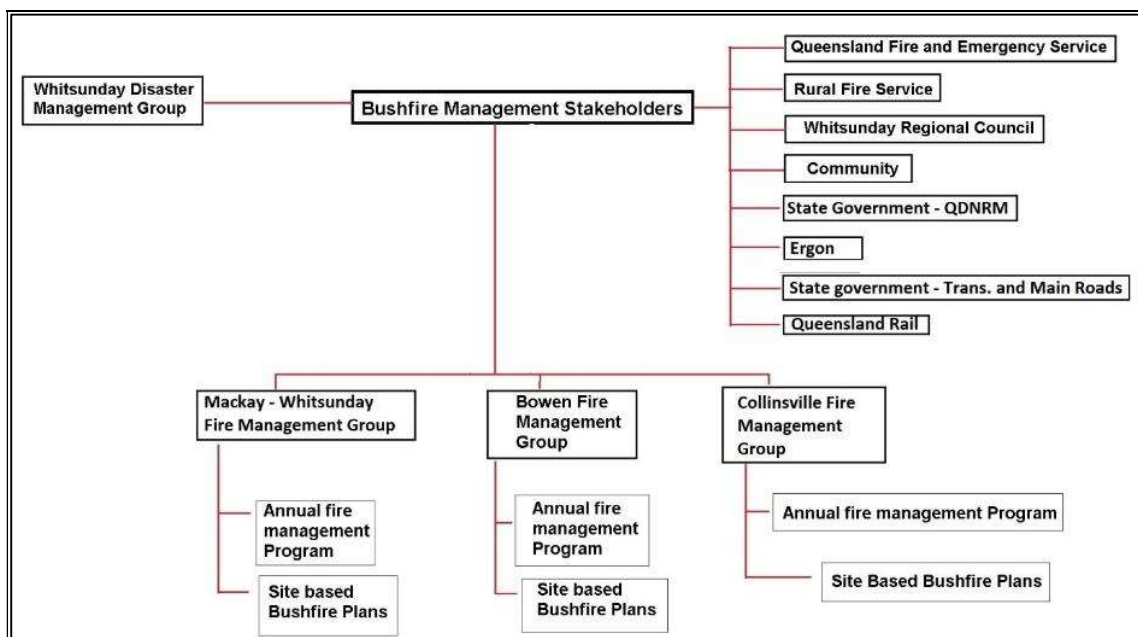 Queensland Fire and Emergency Service
Whitsunday Disaster
Management Group
Bushfire Management Stakeholders
Rural Fire Service
Whitsunday Regional Council
Community
State Government - QDNRM
Ergon
State government - Trans. and Main Roads
Queensland Rail
Mackay - Whitsunday
Fire Management Group
Bowen Fire
Management
Group
Collinsville Fire
Management
Group
Annual fire
management
Program
Site based
Bushfire Plans
Annual fire
management
Program
Site based
Bushfire Plans
Annual fire management Program
Site Based Bushfire Plans